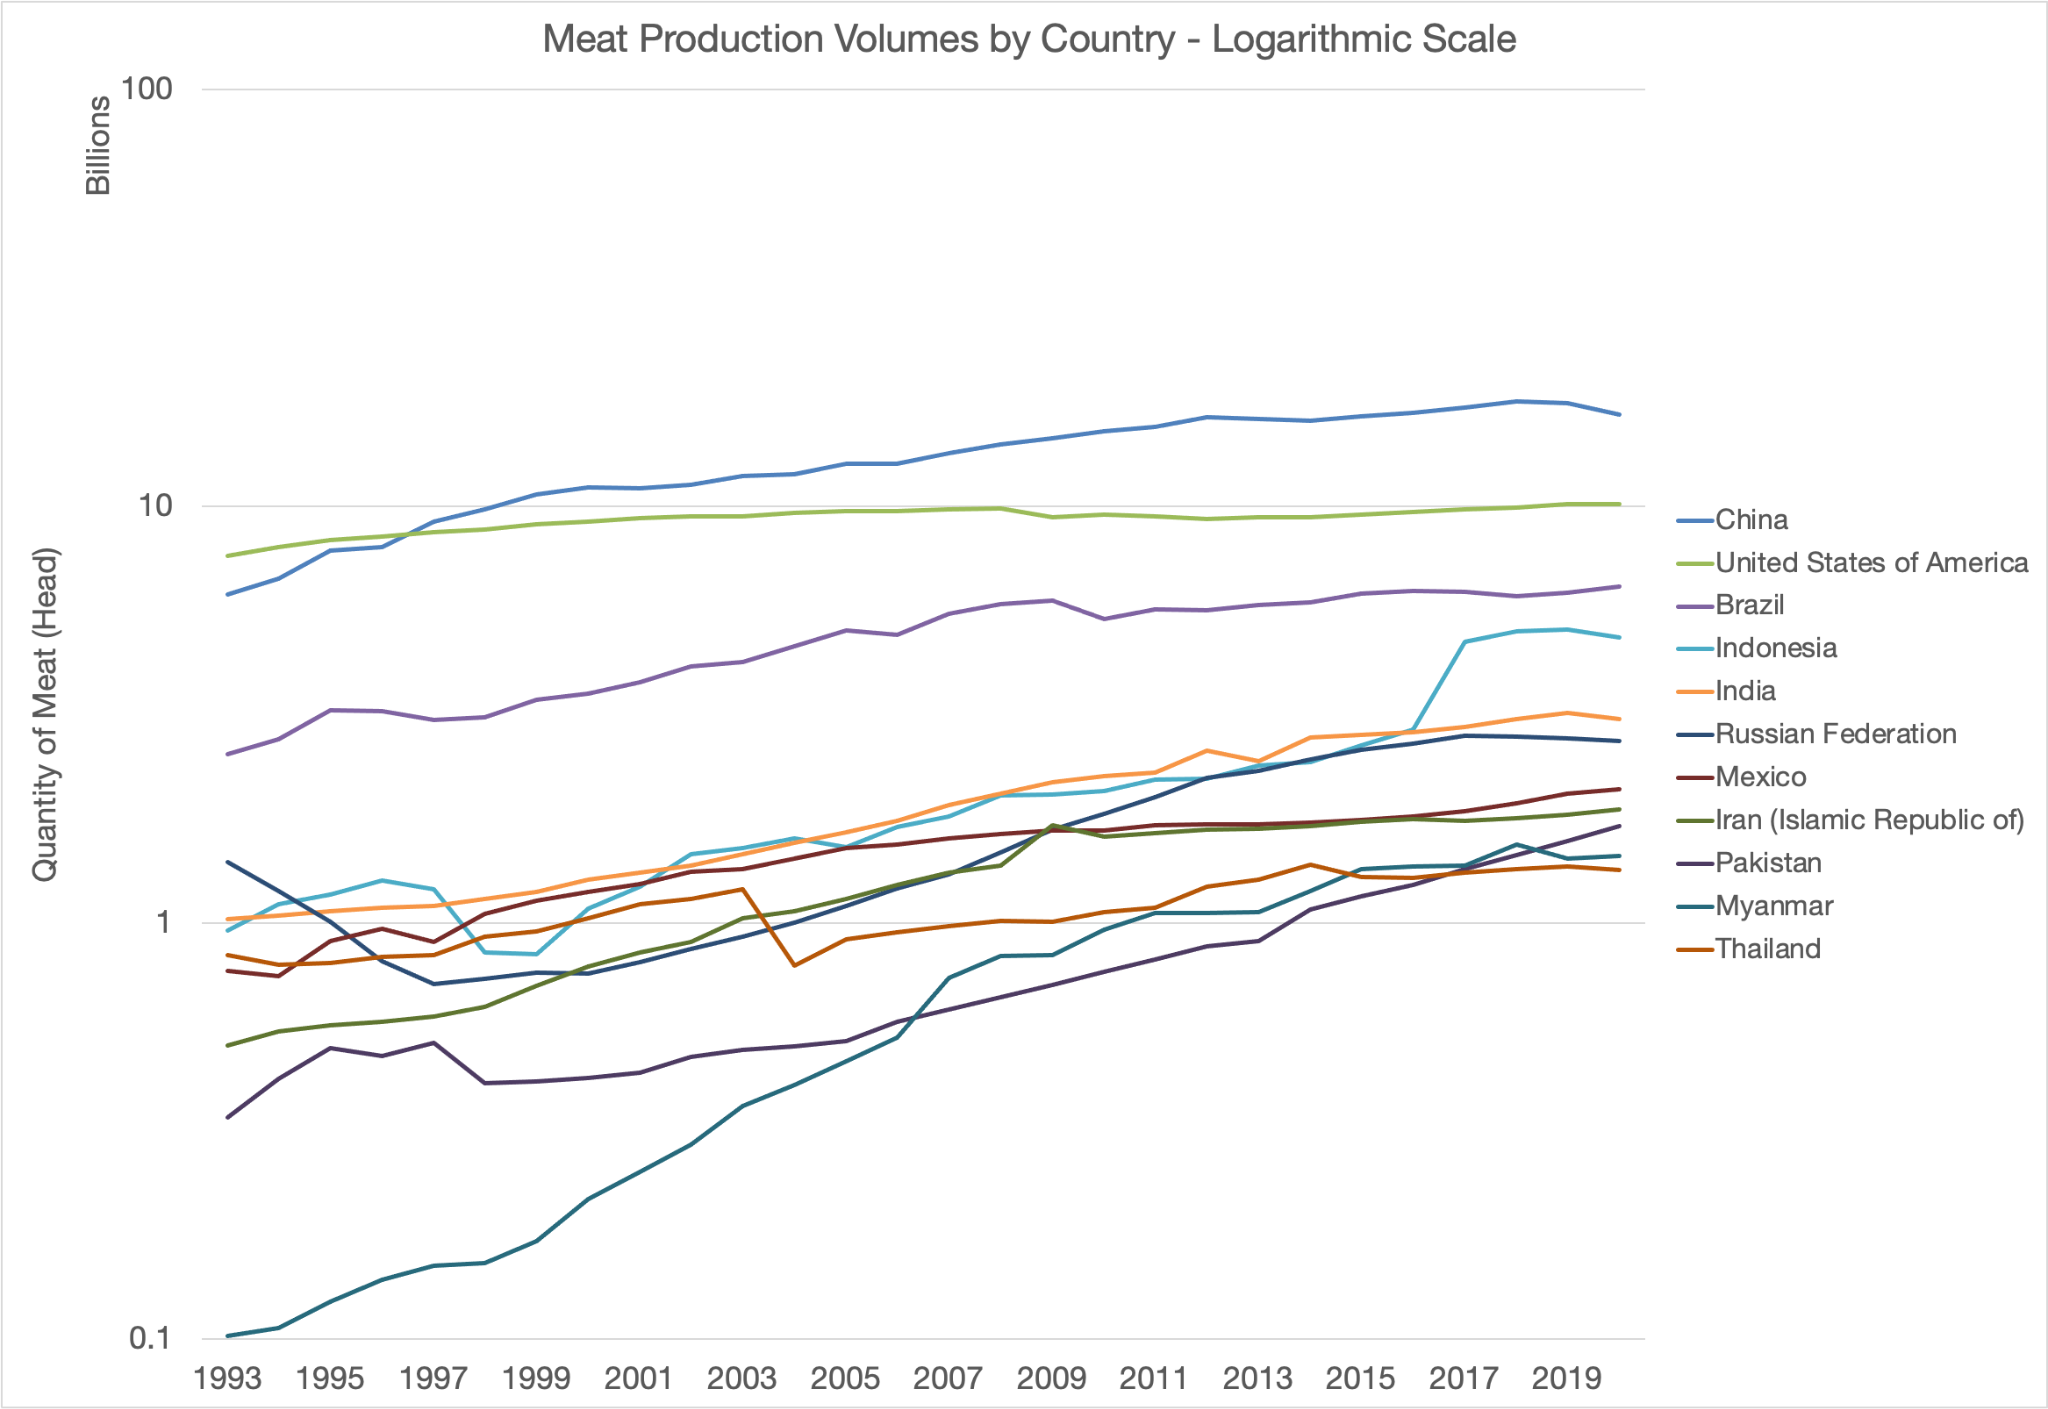 Meat Production Volumes by Country - Logarithmic Scale
Billions
Quantity of Meat (Head)
100
10
1
0.1
1993 1995 1997 1999 2001 2003 2005 2007 2009 2011 2013 2015 2017 2019
China
United States of America
Brazil
Indonesia
India
Russian Federation
Mexico
Iran (Islamic Republic of)
Pakistan
Myanmar
Thailand